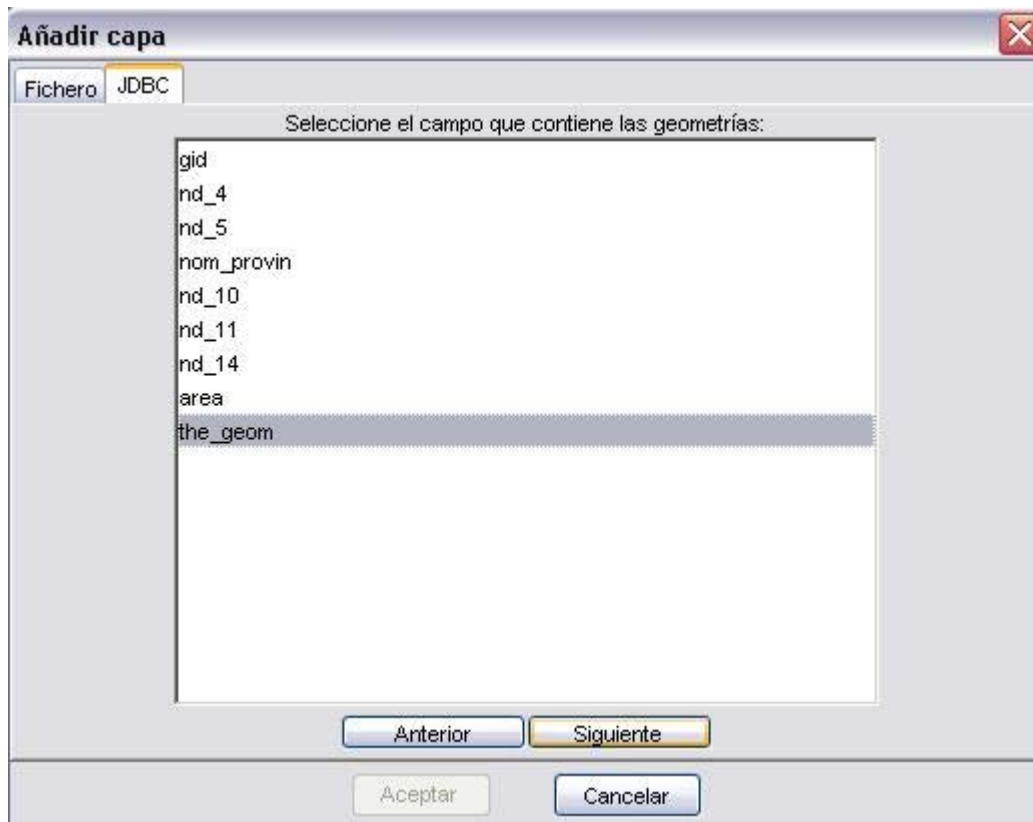 Añadir capa
Fichero JDBC
Seleccione el campo que contiene las geometrías:
gid
nd_4
nd_5
nom_provin
nd_10
nd_11
nd_14
area
the_geom
Anterior Siguiente
Aceptar Cancelar